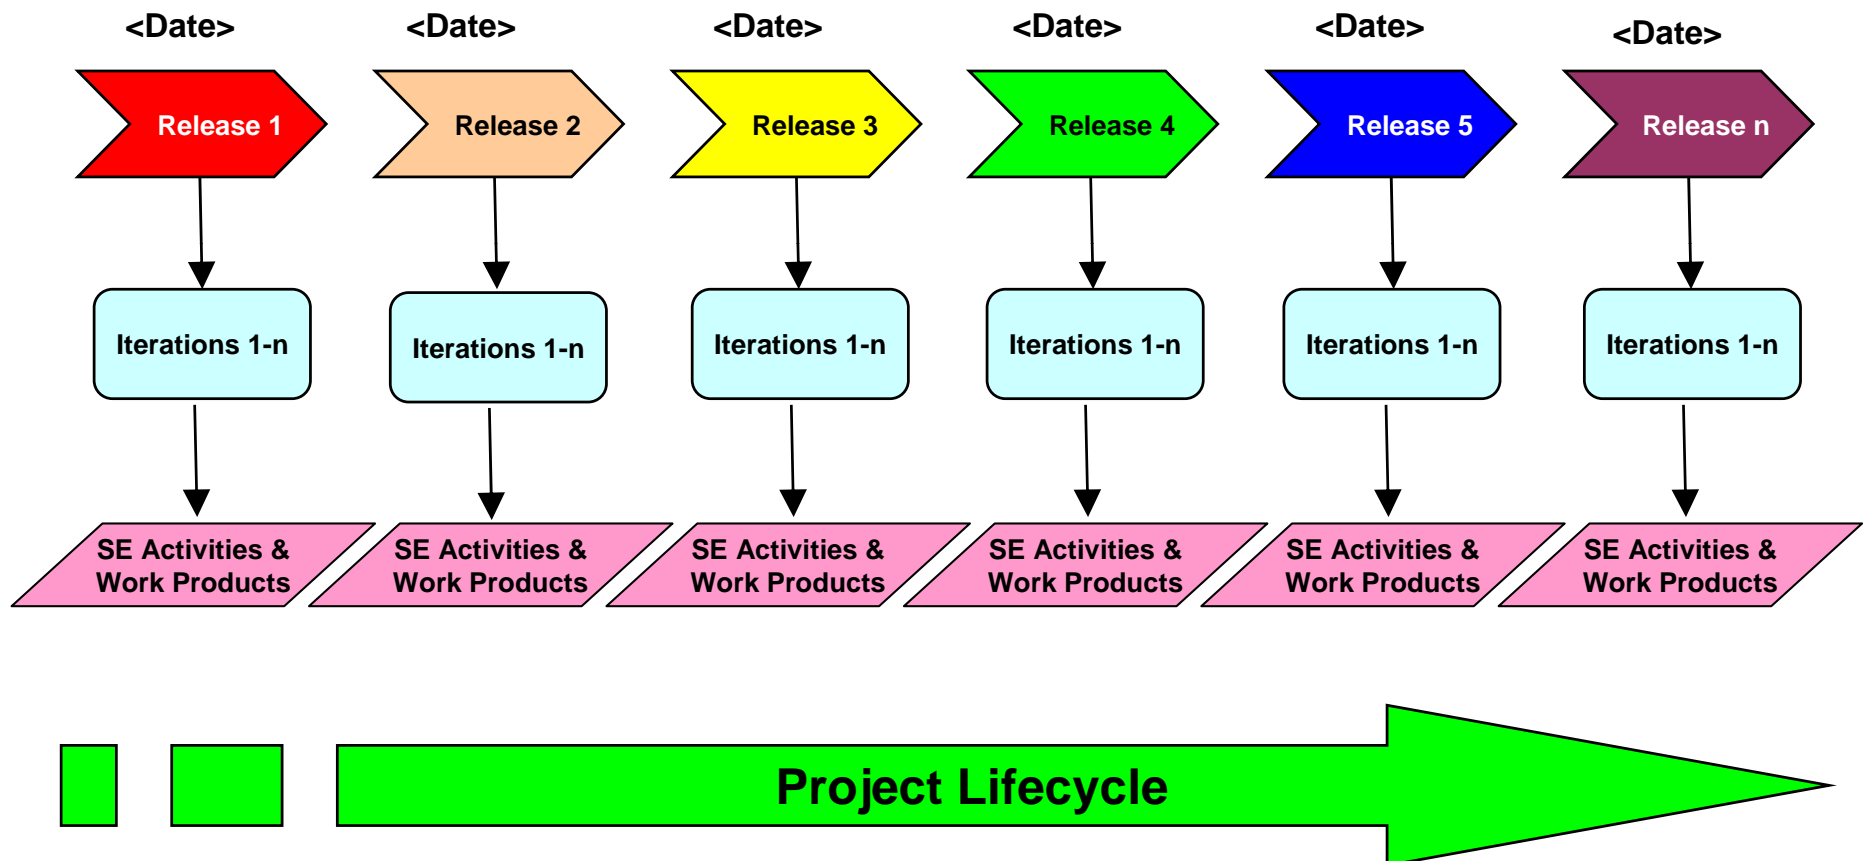 <Date>
<Date>
<Date>
<Date>
<Date>
<Date>
Release 1
Release 2
Release 3
Release 4
Release 5
Release n
Iterations 1-n
Iterations 1-n
Iterations 1-n
Iterations 1-n
Iterations 1-n
Iterations 1-n
SE Activities &
Work Products
SE Activities &
Work Products
SE Activities &
Work Products
SE Activities &
Work Products
SE Activities &
Work Products
SE Activities &
Work Products
Project Lifecycle